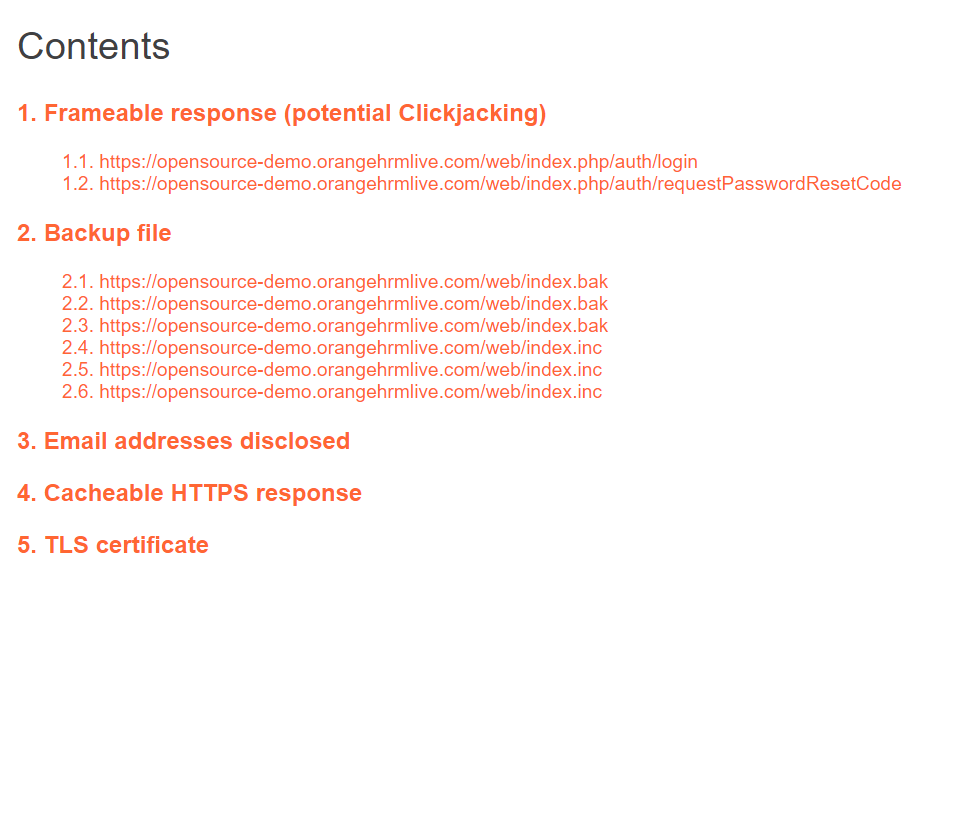 Contents
1. Frameable response (potential Clickjacking)
1.1. https://opensource-demo.orangehrmlive.com/web/index.php/auth/login
1.2. https://opensource-demo.orangehrmlive.com/web/index.php/auth/requestPasswordResetCode
2. Backup file
2.1. https://opensource-demo.orangehrmlive.com/web/index.bak
2.2. https://opensource-demo.orangehrmlive.com/web/index.bak
2.3. https://opensource-demo.orangehrmlive.com/web/index.bak
2.4. https://opensource-demo.orangehrmlive.com/web/index.inc
2.5. https://opensource-demo.orangehrmlive.com/web/index.inc
2.6. https://opensource-demo.orangehrmlive.com/web/index.inc
3. Email addresses disclosed
4. Cacheable HTTPS response
5. TLS certificate